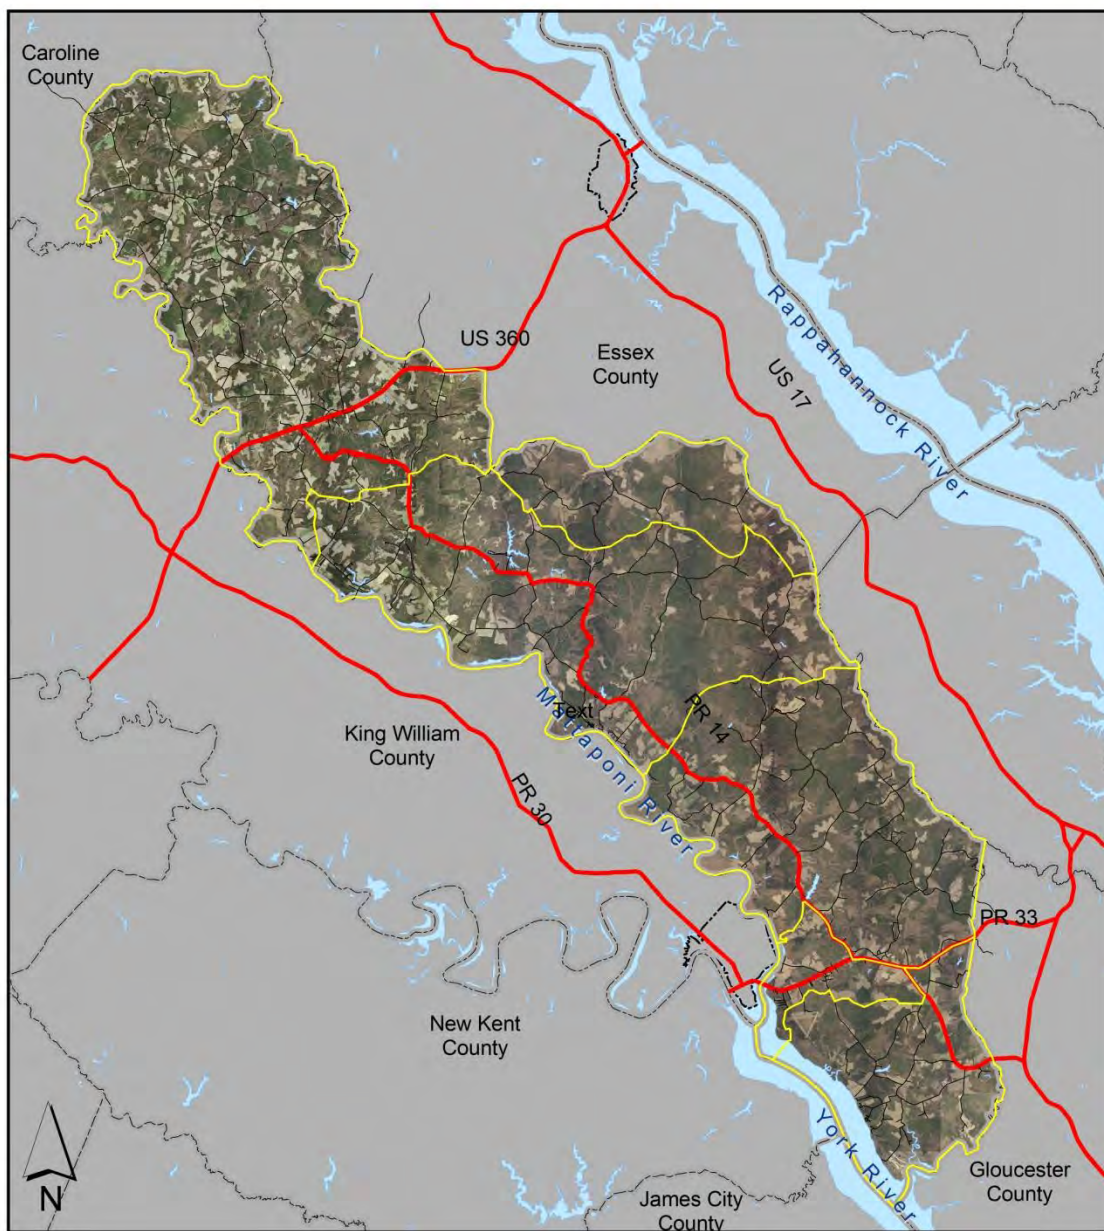 Caroline
County
US 360
Essex
County
Rappahannock River
US 17
King William
County
Text
Mattaponi River
PR 14
PR 30
PR 33
New Kent
County
York River
Gloucester
County
James City
County
N